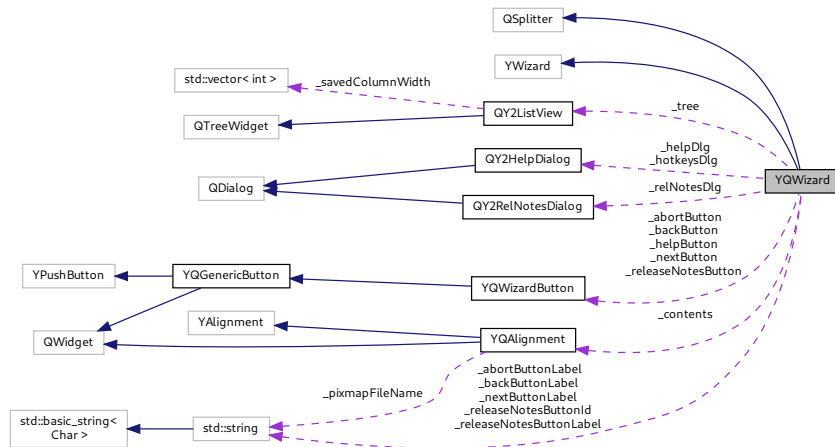 QSplitter
YWizard
std::vector< int >
_savedColumnWidth
QY2ListView
_tree
QTreeWidget
_helpDlg
_hotkeysDlg
QY2HelpDialog
YQWizard
QDialog
_relNotesDlg
QY2RelNotesDialog
_abortButton
_backButton
_helpButton
_nextButton
_releaseNotesButton
YPushButton
YQGenericButton
YQWizardButton
YAlignment
_contents
QWidget
YQAlignment
_pixmapFileName
_abortButtonLabel
_backButtonLabel
_nextButtonLabel
_releaseNotesButtonId
_releaseNotesButtonLabel
std::basic_string<
Char >
std::string